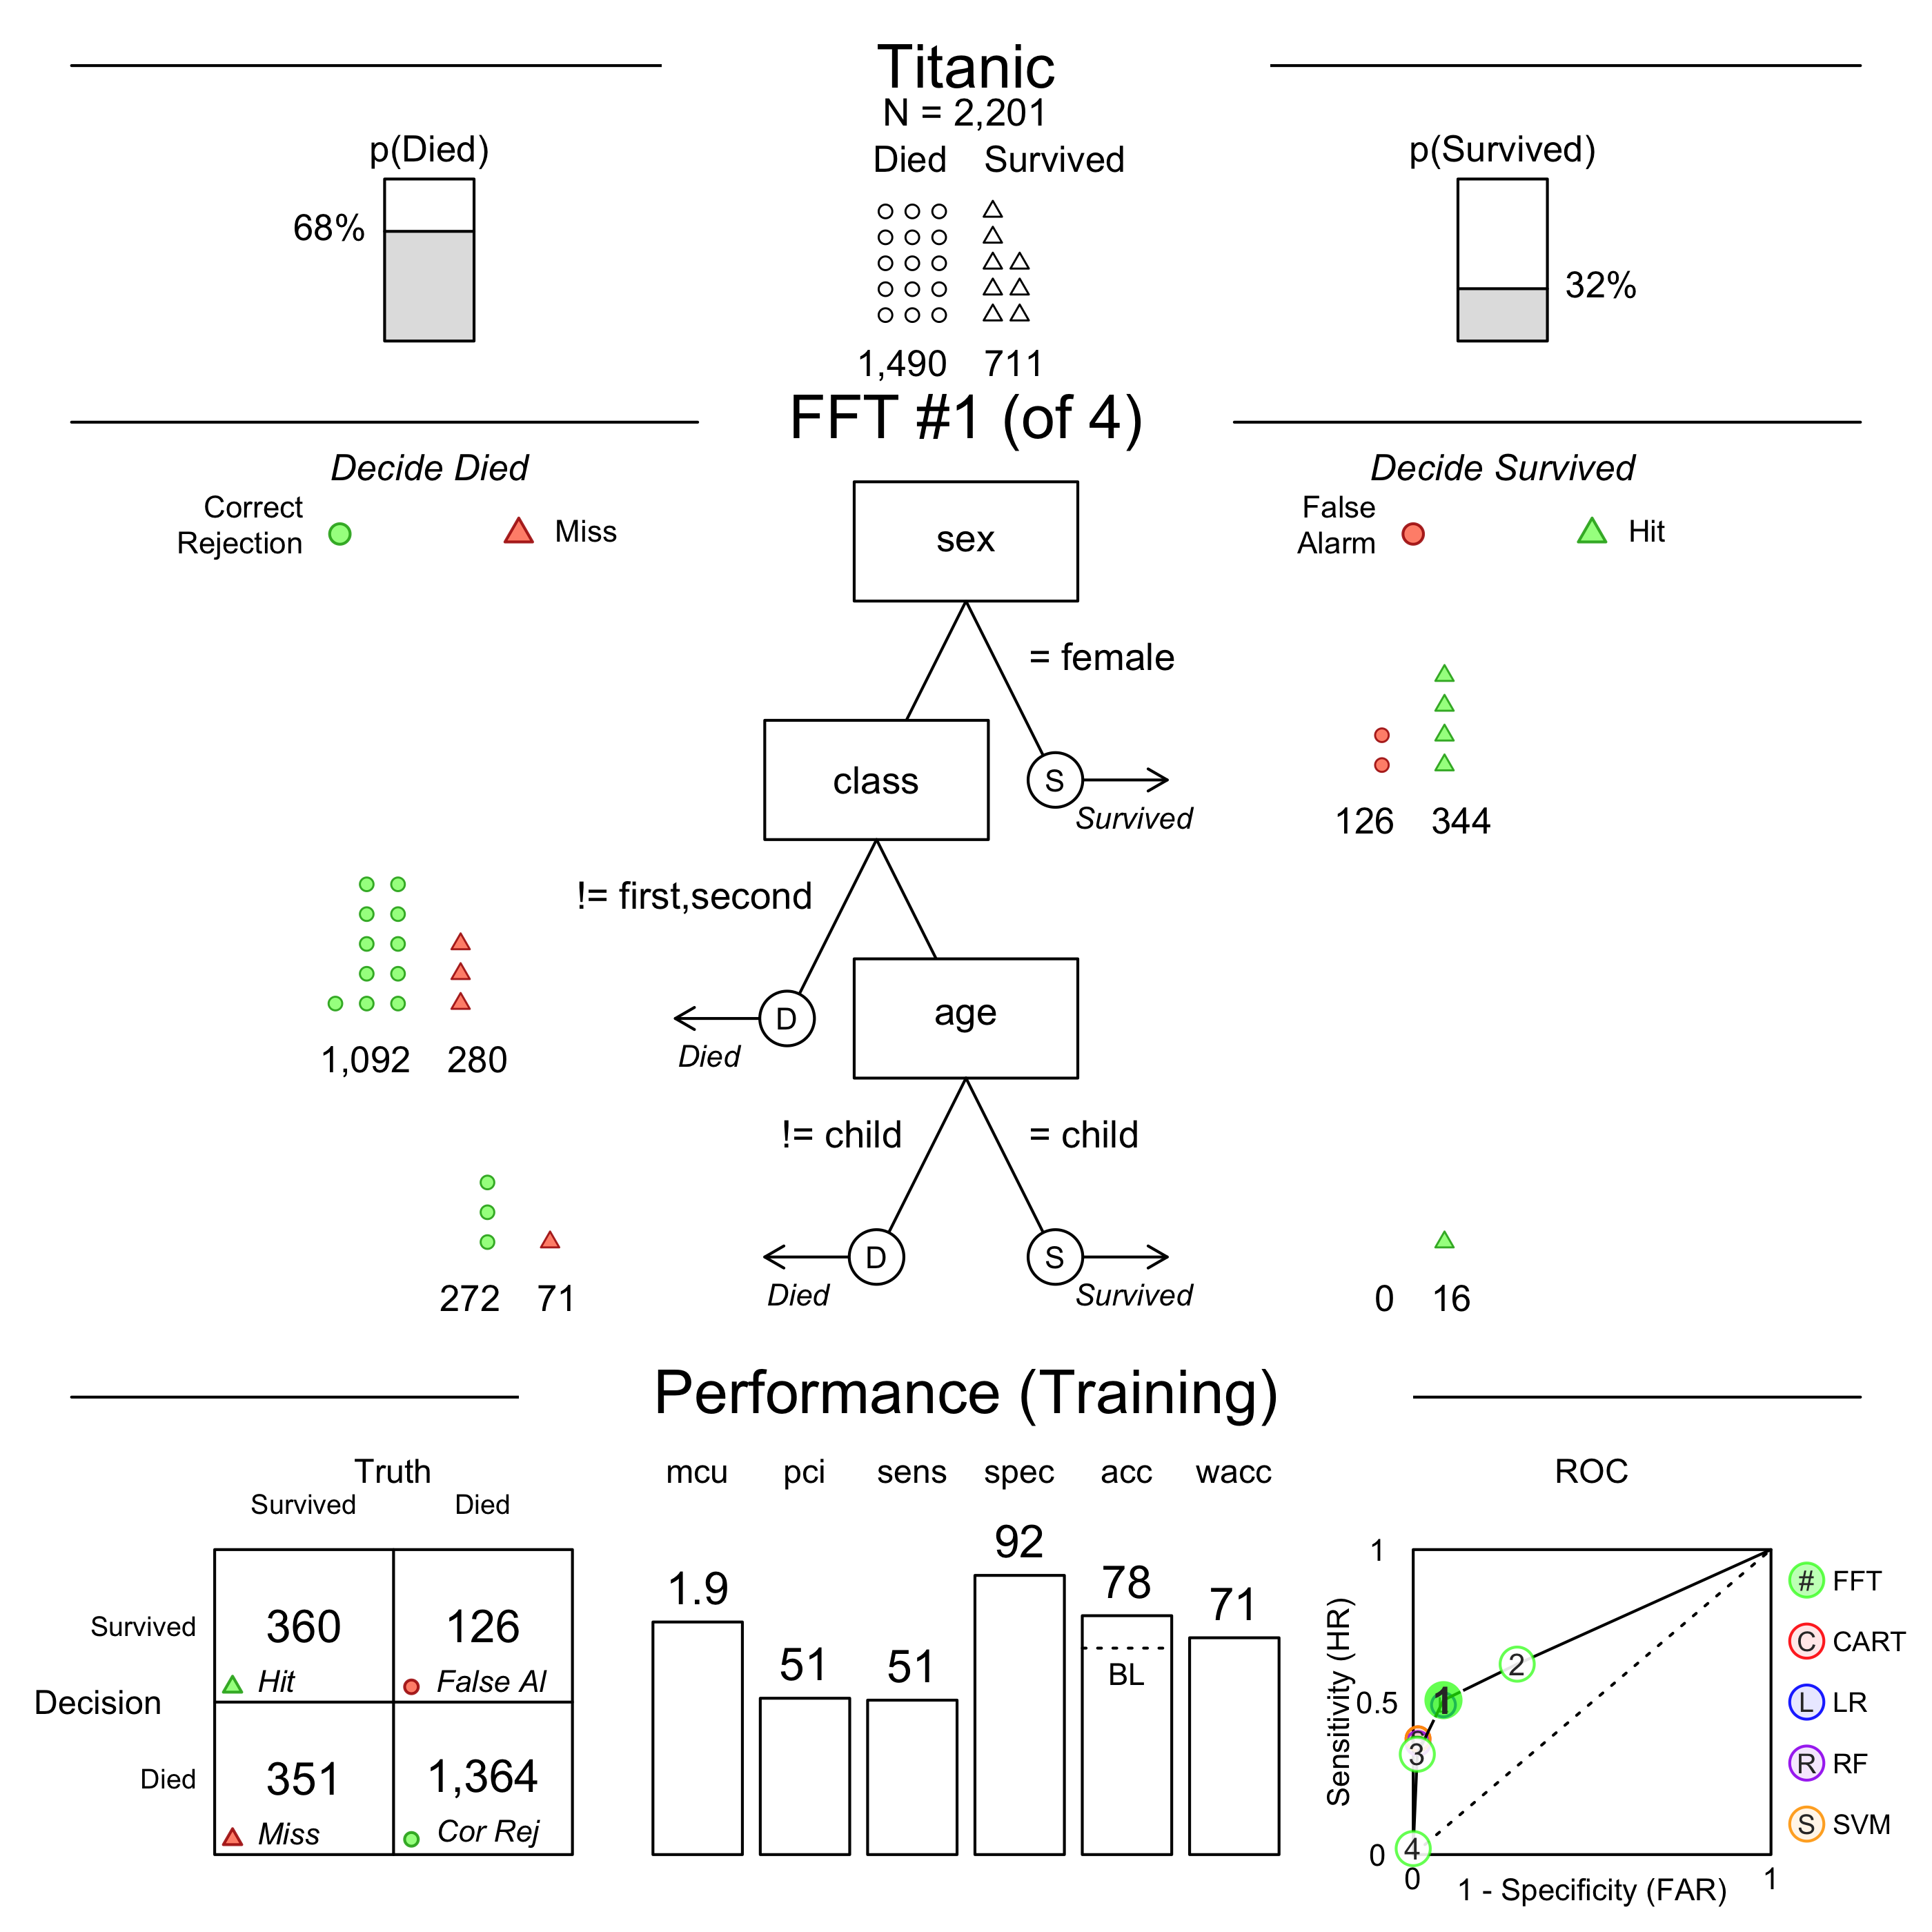 Titanic
N = 2,201
p(Died)
68%
Died Survived
1,490 711
p(Survived)
32%
FFT #1 (of 4)
Decide Died
Correct
Rejection
Miss
Decide Survived
False
Alarm
Hit
sex
= female
class
S
Survived
126 344
!= first,second
D
Died
1,092 280
age
!= child
= child
D
Died
S
Survived
272 71
0 16
Performance (Training)
Truth
Survived Died
Decision
Survived
360
Hit
126
False Al
Died
351
Miss
1,364
Cor Rej
mcu pci sens spec acc wacc
1.9 51 51 92 78 71
BL
ROC
Sensitivity (HR)
1
0.5
0
0 1
1 - Specificity (FAR)
1
2
3
4
# FFT
C CART
L LR
R RF
S SVM